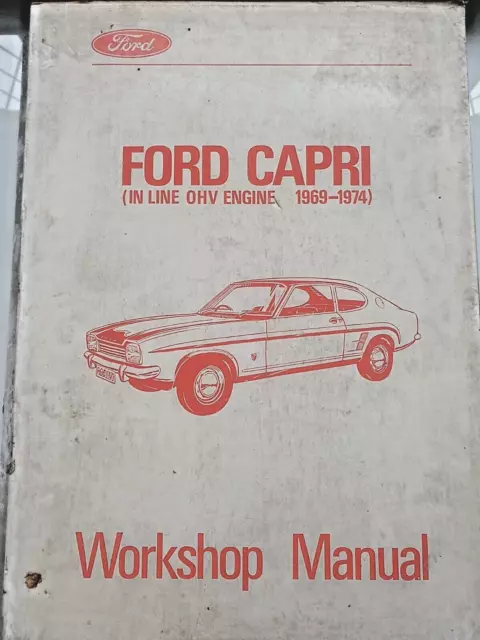 Ford
FORD CAPRI
(IN LINE OHV ENGINE 1969–1974)
Workshop Manual